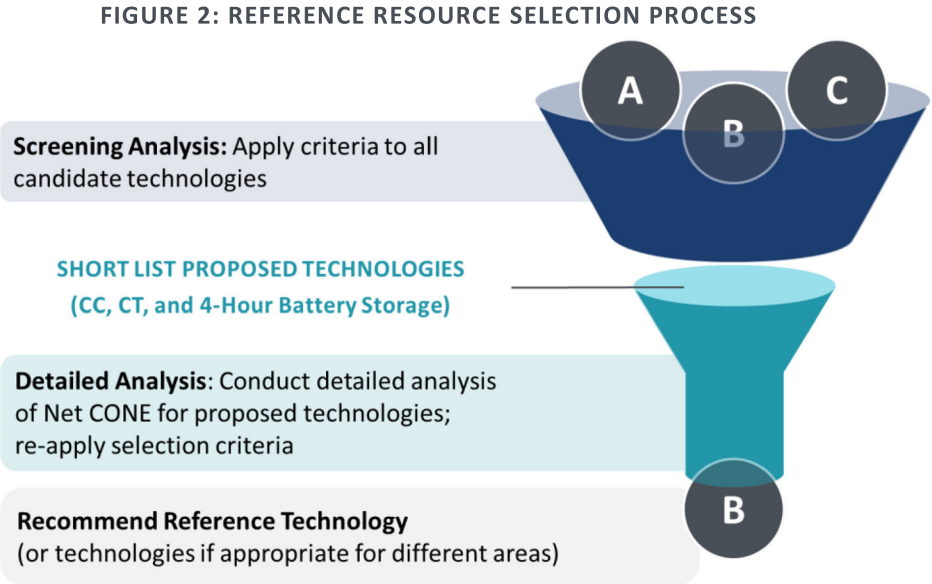 FIGURE 2: REFERENCE RESOURCE SELECTION PROCESS
A
B
C
Screening Analysis: Apply criteria to all
candidate technologies
SHORT LIST PROPOSED TECHNOLOGIES
(CC, CT, and 4-Hour Battery Storage)
Detailed Analysis: Conduct detailed analysis
of Net CONE for proposed technologies;
re-apply selection criteria
B
Recommend Reference Technology
(or technologies if appropriate for different areas)